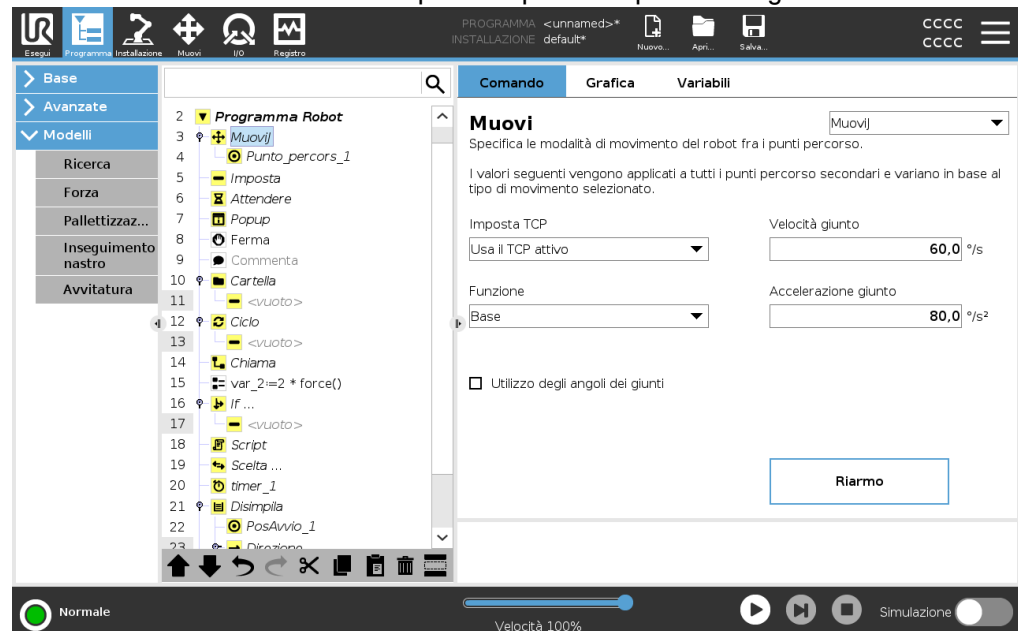 PROGRAMMA <unnamed>*
INSTALLAZIONE default*
Esegui
Programma
Installazione
Muovi
I/O
Registro
Nuovo...
Apri...
Salva...
cccc
cccc
Base
Avanzate
Modelli
Ricerca
Forza
Pallettizzaz...
Inseguimento
nastro
Avvitatura
2 Programma Robot
3 MuoviJ
4 Punto_percors_1
5 Imposta
6 Attendere
7 Popup
8 Ferma
9 Commenta
10 Cartella
11 <vuoto>
12 Ciclo
13 <vuoto>
14 Chiama
15 var_2:=2 * force()
16 If ...
17 <vuoto>
18 Script
19 Scelta ...
20 timer_1
21 Disimpila
22 PosAvvio_1
23 Direzione
Comando
Grafica
Variabili
Muovi
MuoviJ
Specifica le modalità di movimento del robot fra i punti percorso.
I valori seguenti vengono applicati a tutti i punti percorso secondari e variano in base al
tipo di movimento selezionato.
Imposta TCP
Velocità giunto
Usa il TCP attivo
60,0 °/s
Funzione
Accelerazione giunto
Base
80,0 °/s²
Utilizzo degli angoli dei giunti
Riarmo
Normale
Velocità 100%
Simulazione